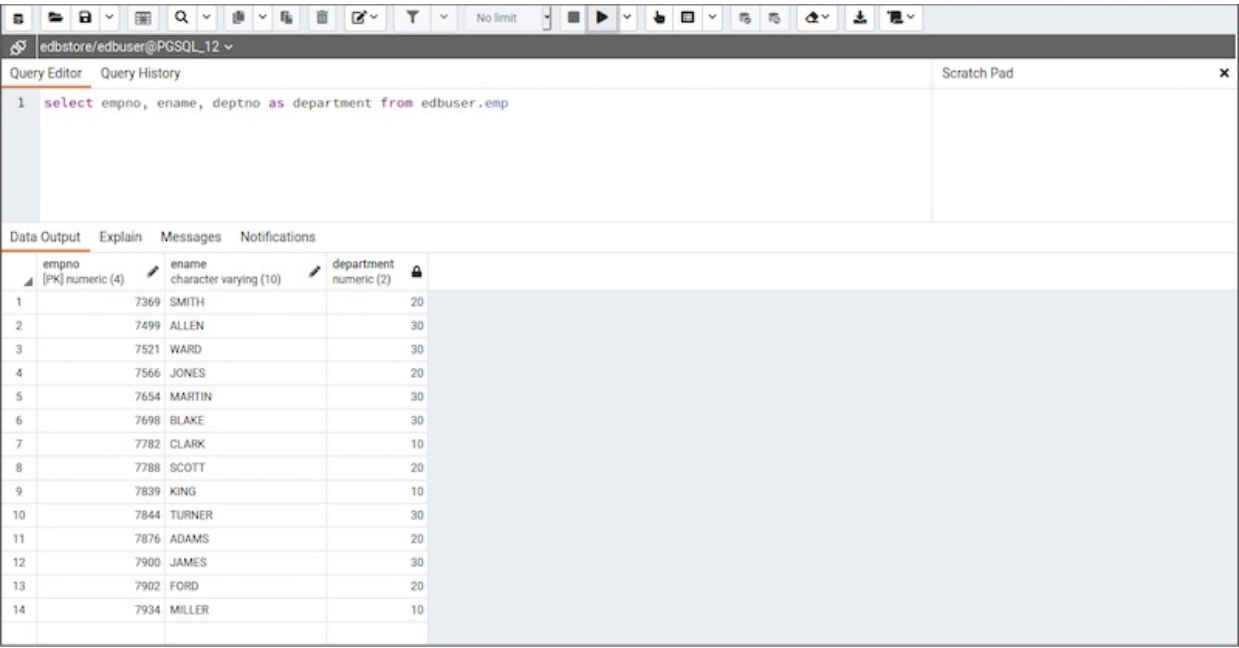 No limit
edbstore/edbuser@PGSQL_12
Query Editor Query History Scratch Pad
1 select empno, ename, deptno as department from edbuser.emp
Data Output Explain Messages Notifications
empno ename department
[PK] numeric (4) character varying (10) numeric (2)
1 7369 SMITH 20
2 7499 ALLEN 30
3 7521 WARD 30
4 7566 JONES 20
5 7654 MARTIN 30
6 7698 BLAKE 30
7 7782 CLARK 10
8 7788 SCOTT 20
9 7839 KING 10
10 7844 TURNER 30
11 7876 ADAMS 20
12 7900 JAMES 30
13 7902 FORD 20
14 7934 MILLER 10